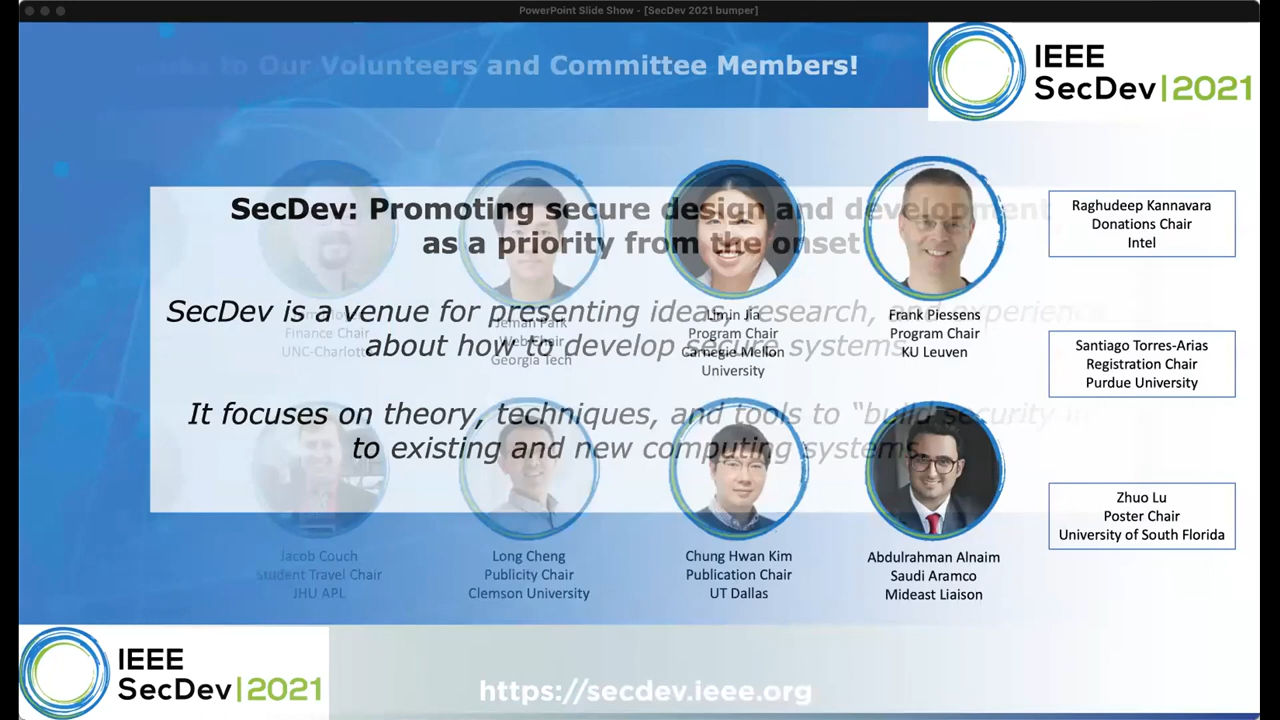 PowerPoint Slide Show - [SecDev 2021 bumper]
to Our Volunteers and Committee Members!
IEEE
SecDev|2021
SecDev: Promoting secure design and development
as a priority from the onset
SecDev is a venue for presenting ideas, research, and experience
about how to develop secure systems
It focuses on theory, techniques, and tools to “build security in”
to existing and new computing systems
Finance Chair
UNC-Charlotte
Jeman Park
Web Chair
Georgia Tech
Limin Jia
Program Chair
Carnegie Mellon
University
Frank Piessens
Program Chair
KU Leuven
Raghudeep Kannavara
Donations Chair
Intel
Santiago Torres-Arias
Registration Chair
Purdue University
Jacob Couch
Student Travel Chair
JHU APL
Long Cheng
Publicity Chair
Clemson University
Chung Hwan Kim
Publication Chair
UT Dallas
Abdulrahman Alnaim
Saudi Aramco
Mideast Liaison
Zhuo Lu
Poster Chair
University of South Florida
IEEE
SecDev|2021
https://secdev.ieee.org